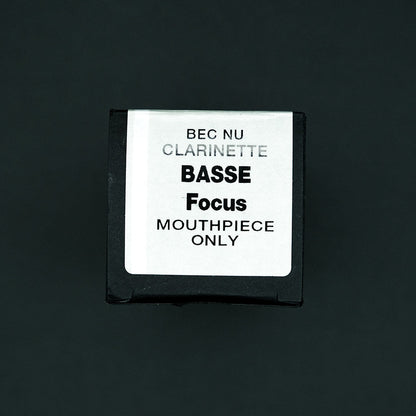 BEC NU
CLARINETTE
BASSE
Focus
MOUTHPIECE
ONLY